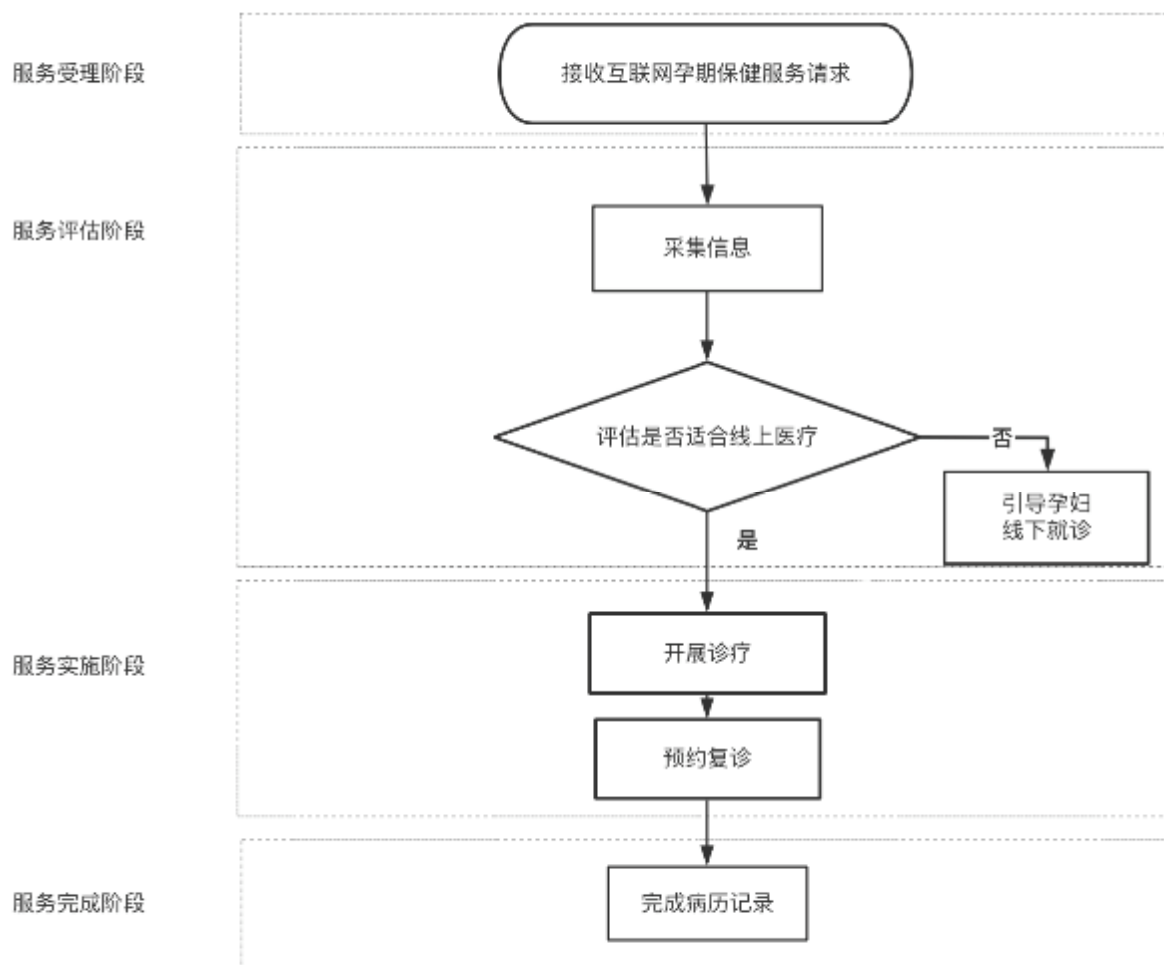 服务受理阶段
接收互联网孕期保健服务请求
服务评估阶段
采集信息
评估是否适合线上医疗
否
引导孕妇
线下就诊
是
服务实施阶段
开展诊疗
预约复诊
服务完成阶段
完成病历记录